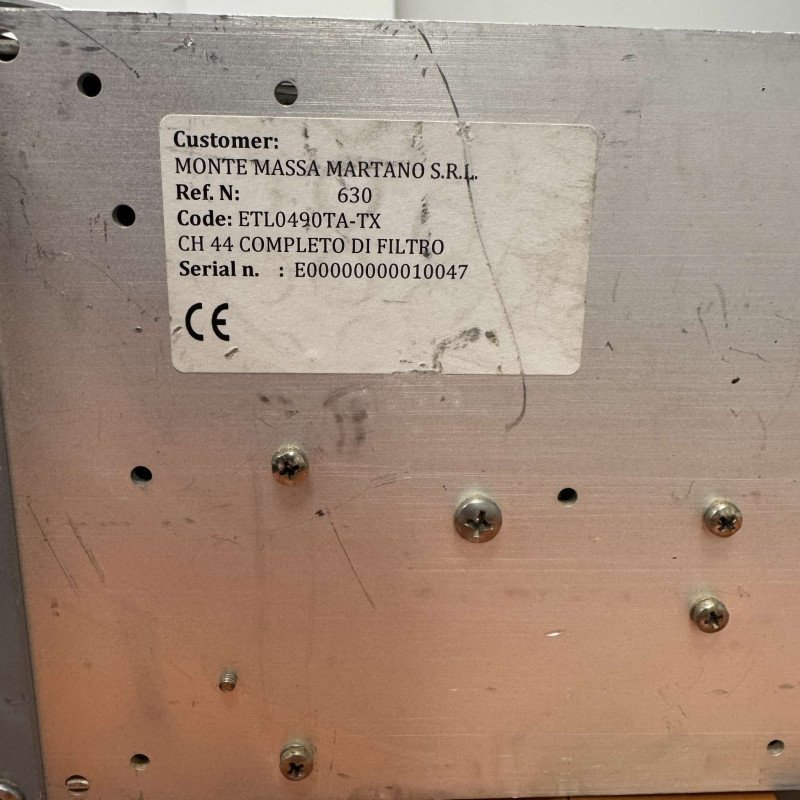 Customer:
MONTE MASSA MARTANO S.R.L.
Ref. N: 630
Code: ETL0490TA-TX
CH 44 COMPLETO DI FILTRO
Serial n. : E00000000010047
CE